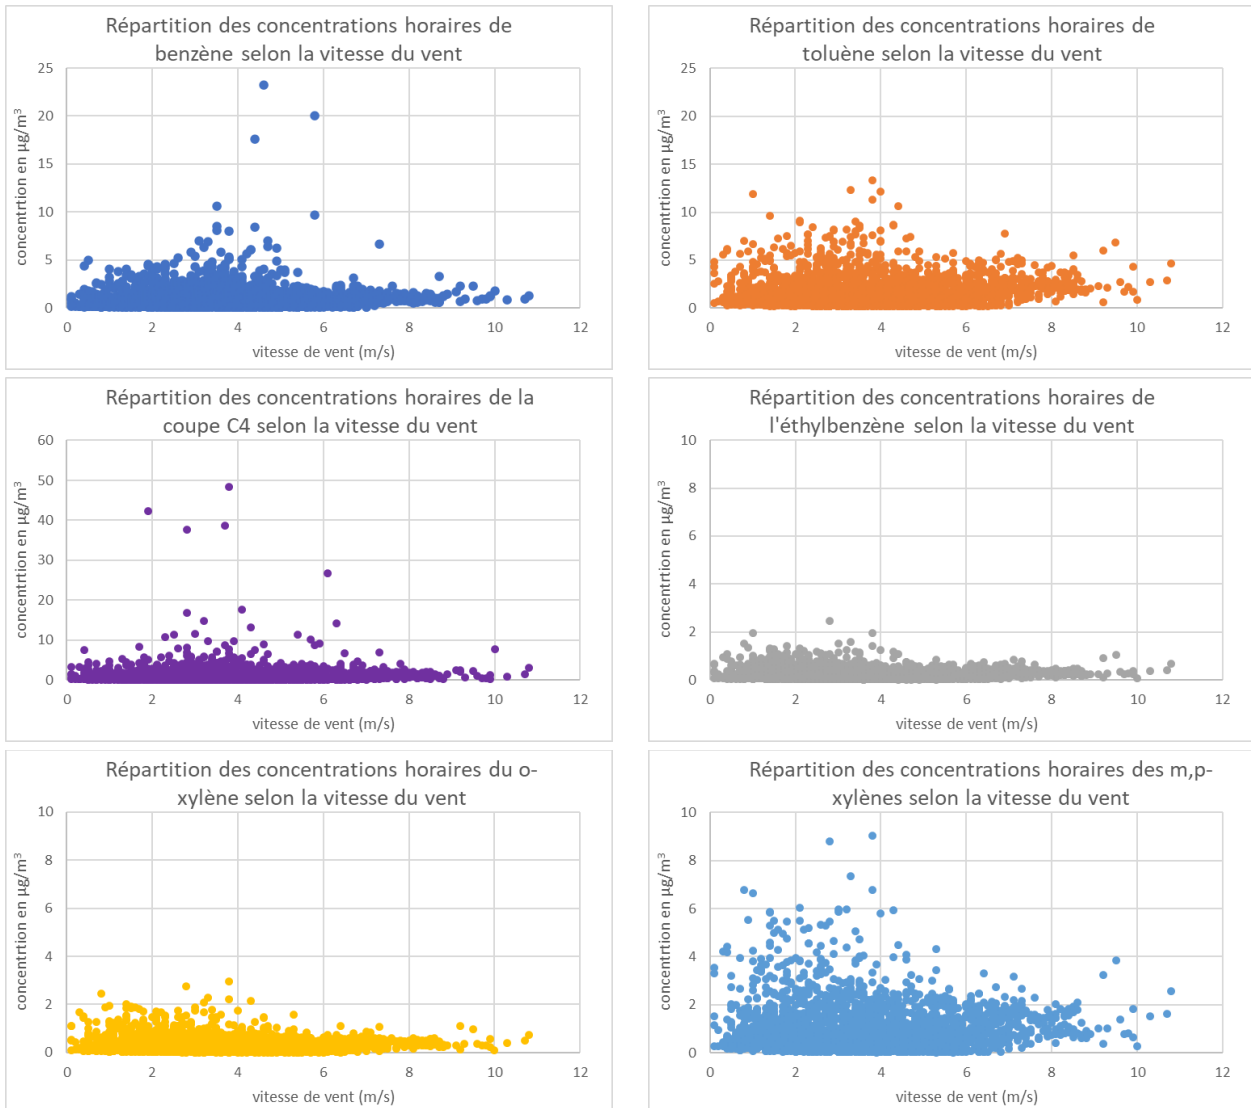 Répartition des concentrations horaires de
benzène selon la vitesse du vent
concentrtion en µg/m³
25
20
15
10
5
0
0 2 4 6 8 10 12
vitesse de vent (m/s)
Répartition des concentrations horaires de
toluène selon la vitesse du vent
concentrtion en µg/m³
25
20
15
10
5
0
0 2 4 6 8 10 12
vitesse de vent (m/s)
Répartition des concentrations horaires de la
coupe C4 selon la vitesse du vent
concentrtion en µg/m³
60
50
40
30
20
10
0
0 2 4 6 8 10 12
vitesse de vent (m/s)
Répartition des concentrations horaires de
l'éthylbenzène selon la vitesse du vent
concentrtion en µg/m³
10
8
6
4
2
0
0 2 4 6 8 10 12
vitesse de vent (m/s)
Répartition des concentrations horaires du o-
xylène selon la vitesse du vent
concentrtion en µg/m³
10
8
6
4
2
0
0 2 4 6 8 10 12
vitesse de vent (m/s)
Répartition des concentrations horaires des m,p-
xylènes selon la vitesse du vent
concentrtion en µg/m³
10
8
6
4
2
0
0 2 4 6 8 10 12
vitesse de vent (m/s)